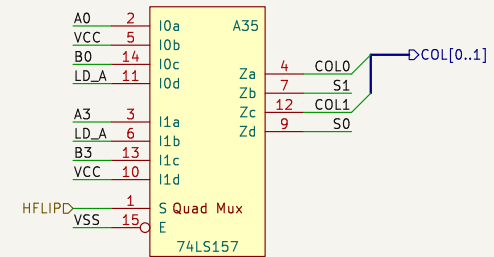 A0 2 I0a A35
VCC 5 I0b
B0 14 I0c
LD_A 11 I0d
Za 4 COL0 COL[0..1]
Zb 7 S1
Zc 12 COL1
Zd 9 S0
A3 3 I1a
LD_A 6 I1b
B3 13 I1c
VCC 10 I1d
HFLIP 1 S Quad Mux
VSS 15 E
74LS157